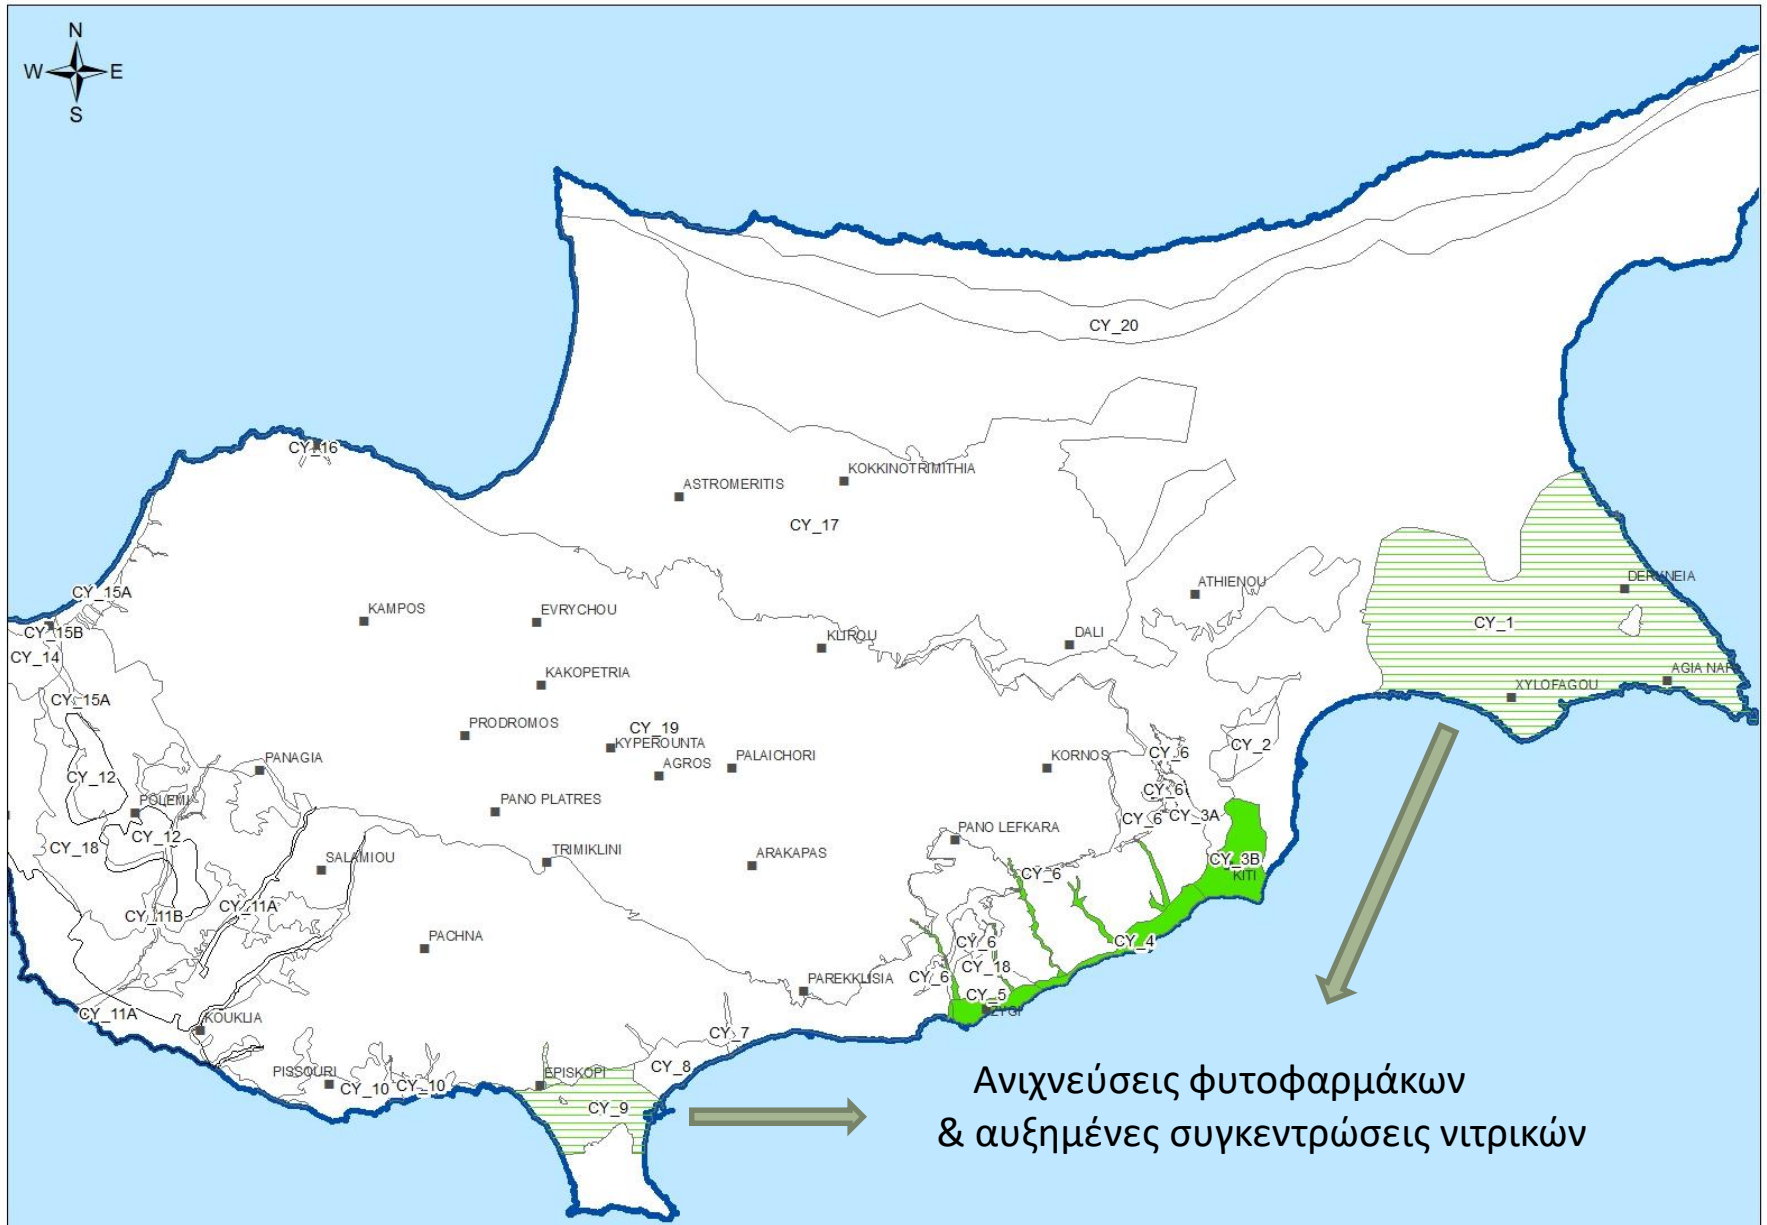 N
W E
S
CY_20
CY_16
KOKKINOTRIMITHIA
ASTROMERITIS
CY_17
CY_15A
KAMPOS
EVRYCHOU
ATHIENOU
DERYNEIA
CY_1
CY_15B
CY_14
KLIROU
DALI
CY_15A
KAKOPETRIA
XYLOFAGOU
AGIA NAPA
PRODROMOS
CY_19
KYPEROUNTA
AGROS
PALAICHORI
KORNOS
CY_6
CY_2
PANAGIA
CY_12
CY_6
POLEMI
PANO PLATRES
CY_6
CY_3A
CY_12
CY_18
PANO LEFKARA
SALAMIOU
TRIMIKLINI
ARAKAPAS
CY_6
CY_3B
KITI
CY_11B
CY_11A
PACHNA
CY_6
CY_4
CY_18
CY_6
PAREKKLISIA
CY_5
ZYGI
CY_11A
KOUKLIA
CY_7
CY_8
PISSOURI
CY_10
CY_10
EPISKOPI
CY_9
Ανιχνεύσεις φυτοφαρμάκων
& αυξημένες συγκεντρώσεις νιτρικών